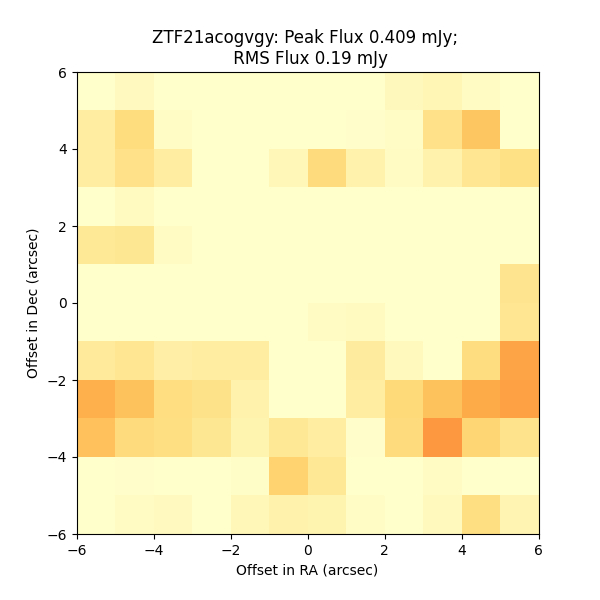 ZTF21acogvgy: Peak Flux 0.409 mJy;
RMS Flux 0.19 mJy
6
4
2
0
−2
−4
−6
Offset in Dec (arcsec)
−6 −4 −2 0 2 4 6
Offset in RA (arcsec)